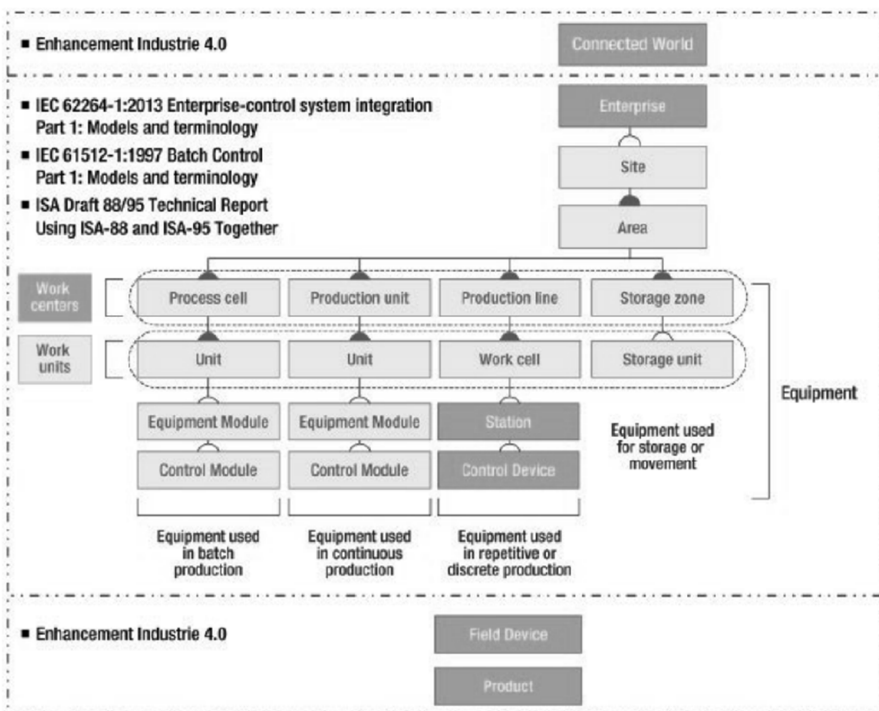 Enhancement Industrie 4.0
Connected World
IEC 62264-1:2013 Enterprise-control system integration
Part 1: Models and terminology
IEC 61512-1:1997 Batch Control
Part 1: Models and terminology
ISA Draft 88/95 Technical Report
Using ISA-88 and ISA-95 Together
Enterprise
Site
Area
Work
centers
Process cell
Production unit
Production line
Storage zone
Work
units
Unit
Unit
Work cell
Storage unit
Equipment
Equipment Module
Equipment Module
Station
Equipment used
for storage or
movement
Control Module
Control Module
Control Device
Equipment used
in batch
production
Equipment used
in continuous
production
Equipment used
in repetitive or
discrete production
Enhancement Industrie 4.0
Field Device
Product